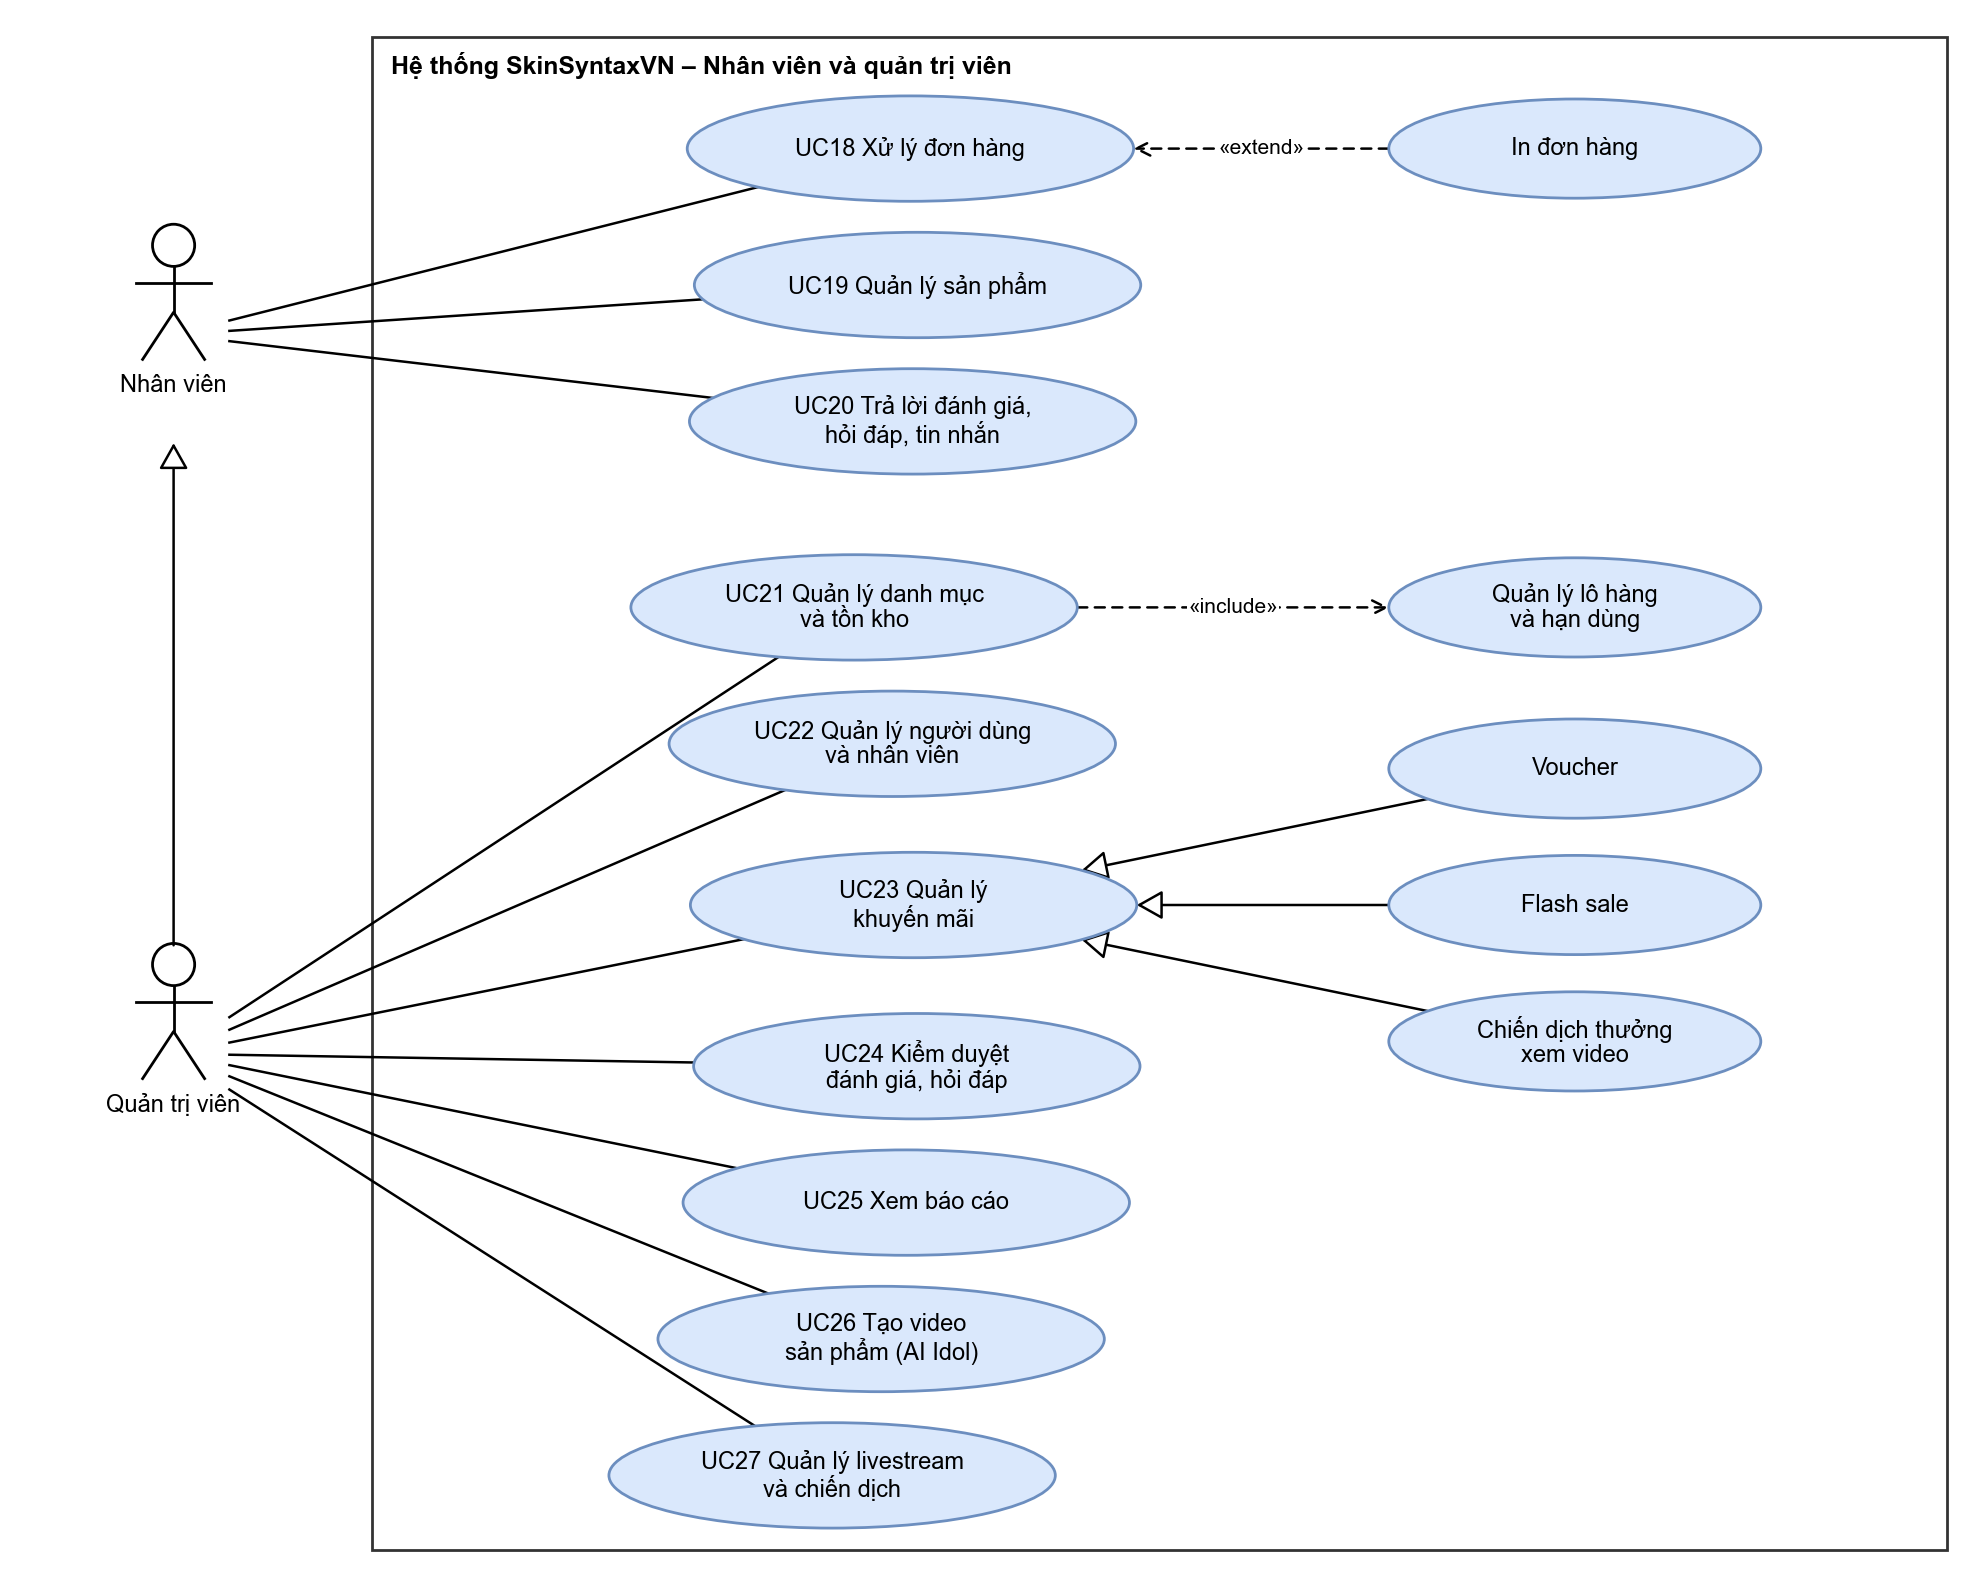 Hệ thống SkinSyntaxVN – Nhân viên và quản trị viên
UC18 Xử lý đơn hàng
«extend»
In đơn hàng
UC19 Quản lý sản phẩm
Nhân viên
UC20 Trả lời đánh giá,
hỏi đáp, tin nhắn
UC21 Quản lý danh mục
và tồn kho
«include»
Quản lý lô hàng
và hạn dùng
UC22 Quản lý người dùng
và nhân viên
Voucher
UC23 Quản lý
khuyến mãi
Flash sale
Chiến dịch thưởng
xem video
UC24 Kiểm duyệt
đánh giá, hỏi đáp
Quản trị viên
UC25 Xem báo cáo
UC26 Tạo video
sản phẩm (AI Idol)
UC27 Quản lý livestream
và chiến dịch